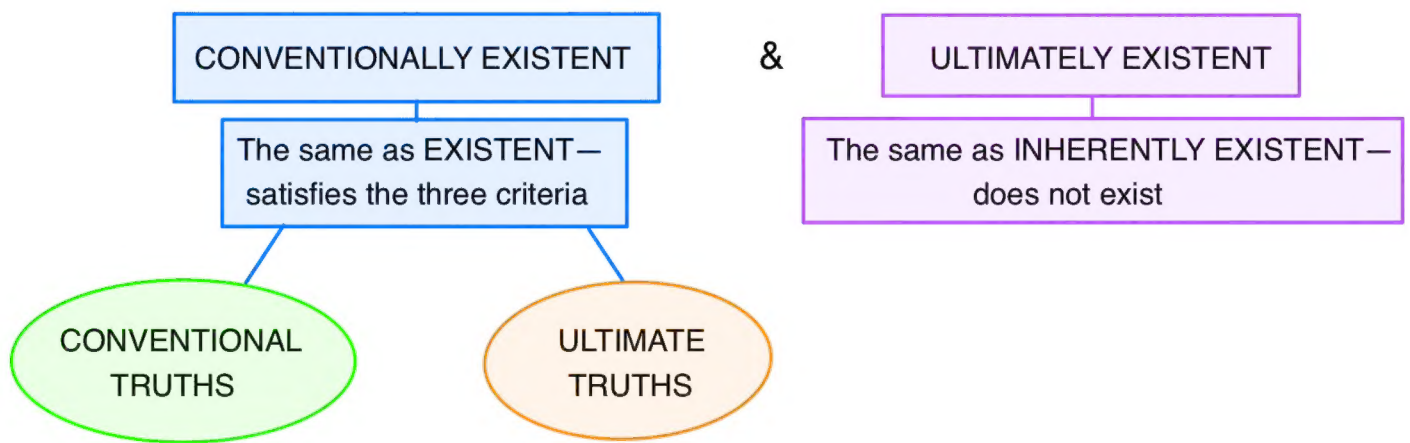 CONVENTIONALLY EXISTENT
&
ULTIMATELY EXISTENT
The same as EXISTENT—
satisfies the three criteria
The same as INHERENTLY EXISTENT—
does not exist
CONVENTIONAL
TRUTHS
ULTIMATE
TRUTHS